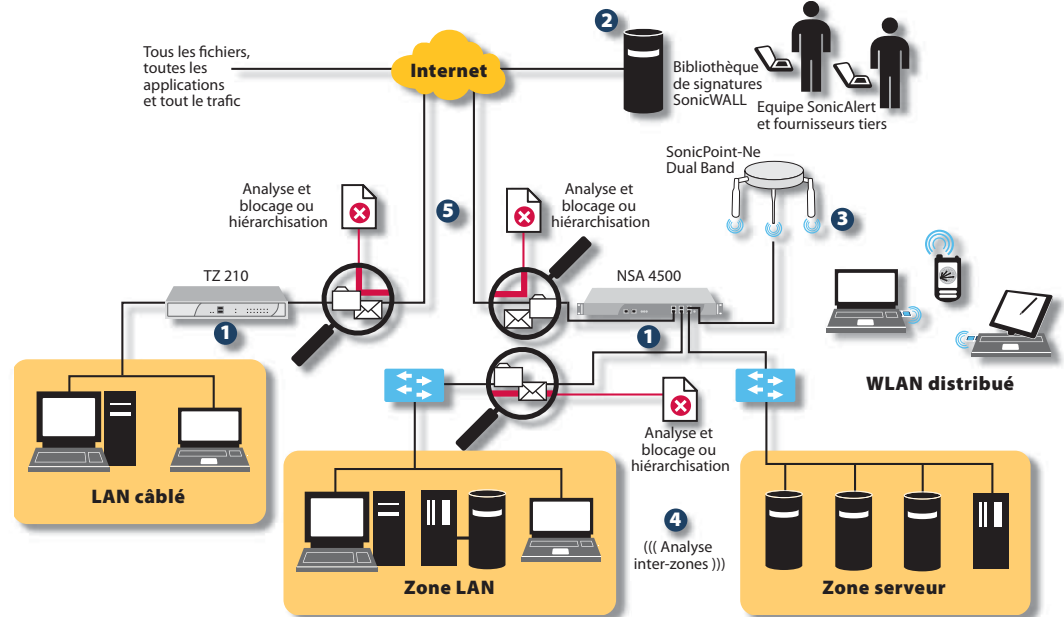 Tous les fichiers,
toutes les
applications
et tout le trafic
Internet
2
Bibliothèque
de signatures
SonicWALL
Equipe SonicAlert
et fournisseurs tiers
SonicPoint-Ne
Dual Band
3
Analyse et
blocage ou
hiérarchisation
5
Analyse et
blocage ou
hiérarchisation
TZ 210
1
NSA 4500
1
WLAN distribué
Analyse et
blocage ou
hiérarchisation
LAN câblé
4
((( Analyse
inter-zones )))
Zone LAN
Zone serveur